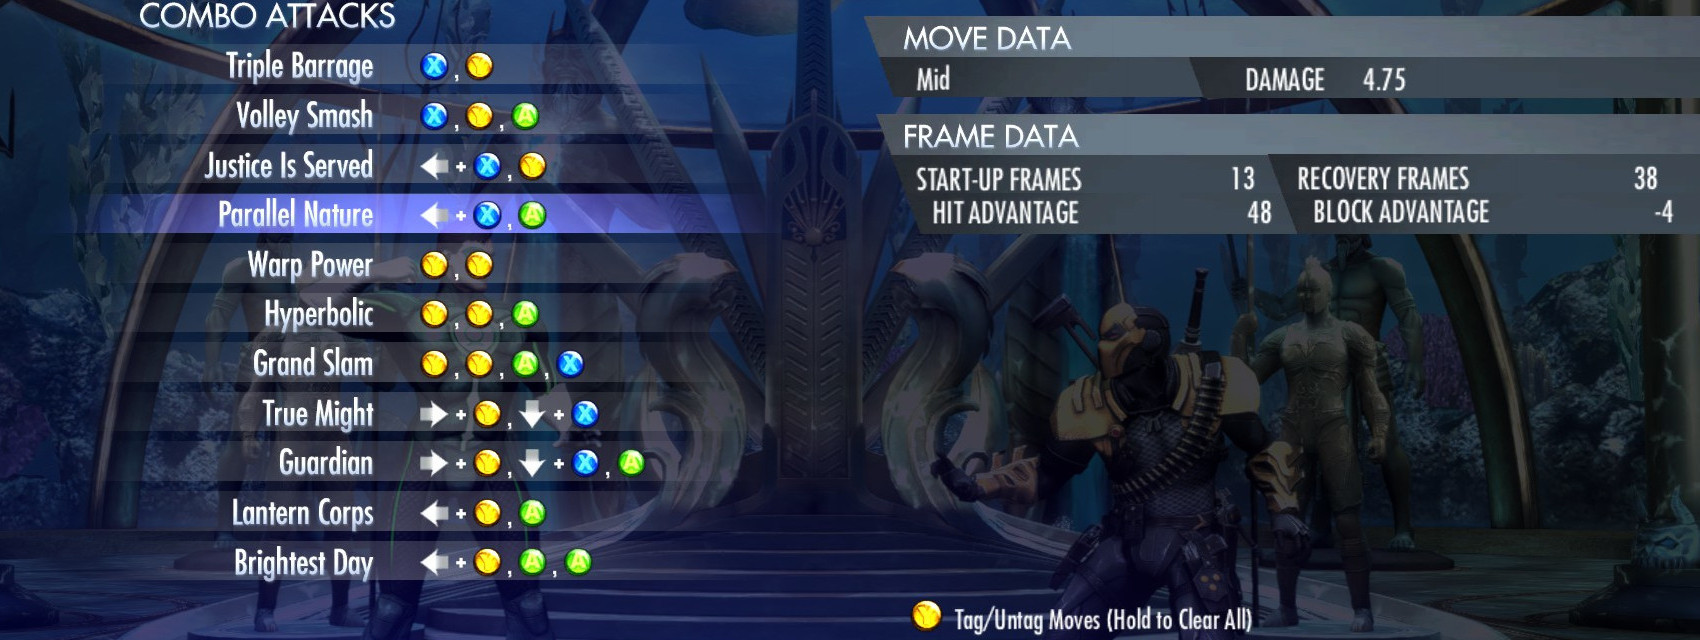 COMBO ATTACKS
Triple Barrage X, Y
Volley Smash X, Y, A
Justice Is Served ← + X, Y
Parallel Nature ← + X, A
Warp Power Y, Y
Hyperbolic Y, Y, A
Grand Slam Y, Y, A, X
True Might → + Y, ↓ + X
Guardian → + Y, ↓ + X, A
Lantern Corps ← + Y, A
Brightest Day ← + Y, A, A
MOVE DATA
Mid DAMAGE 4.75
FRAME DATA
START-UP FRAMES 13 RECOVERY FRAMES 38
HIT ADVANTAGE 48 BLOCK ADVANTAGE -4
Y Tag/Untag Moves (Hold to Clear All)